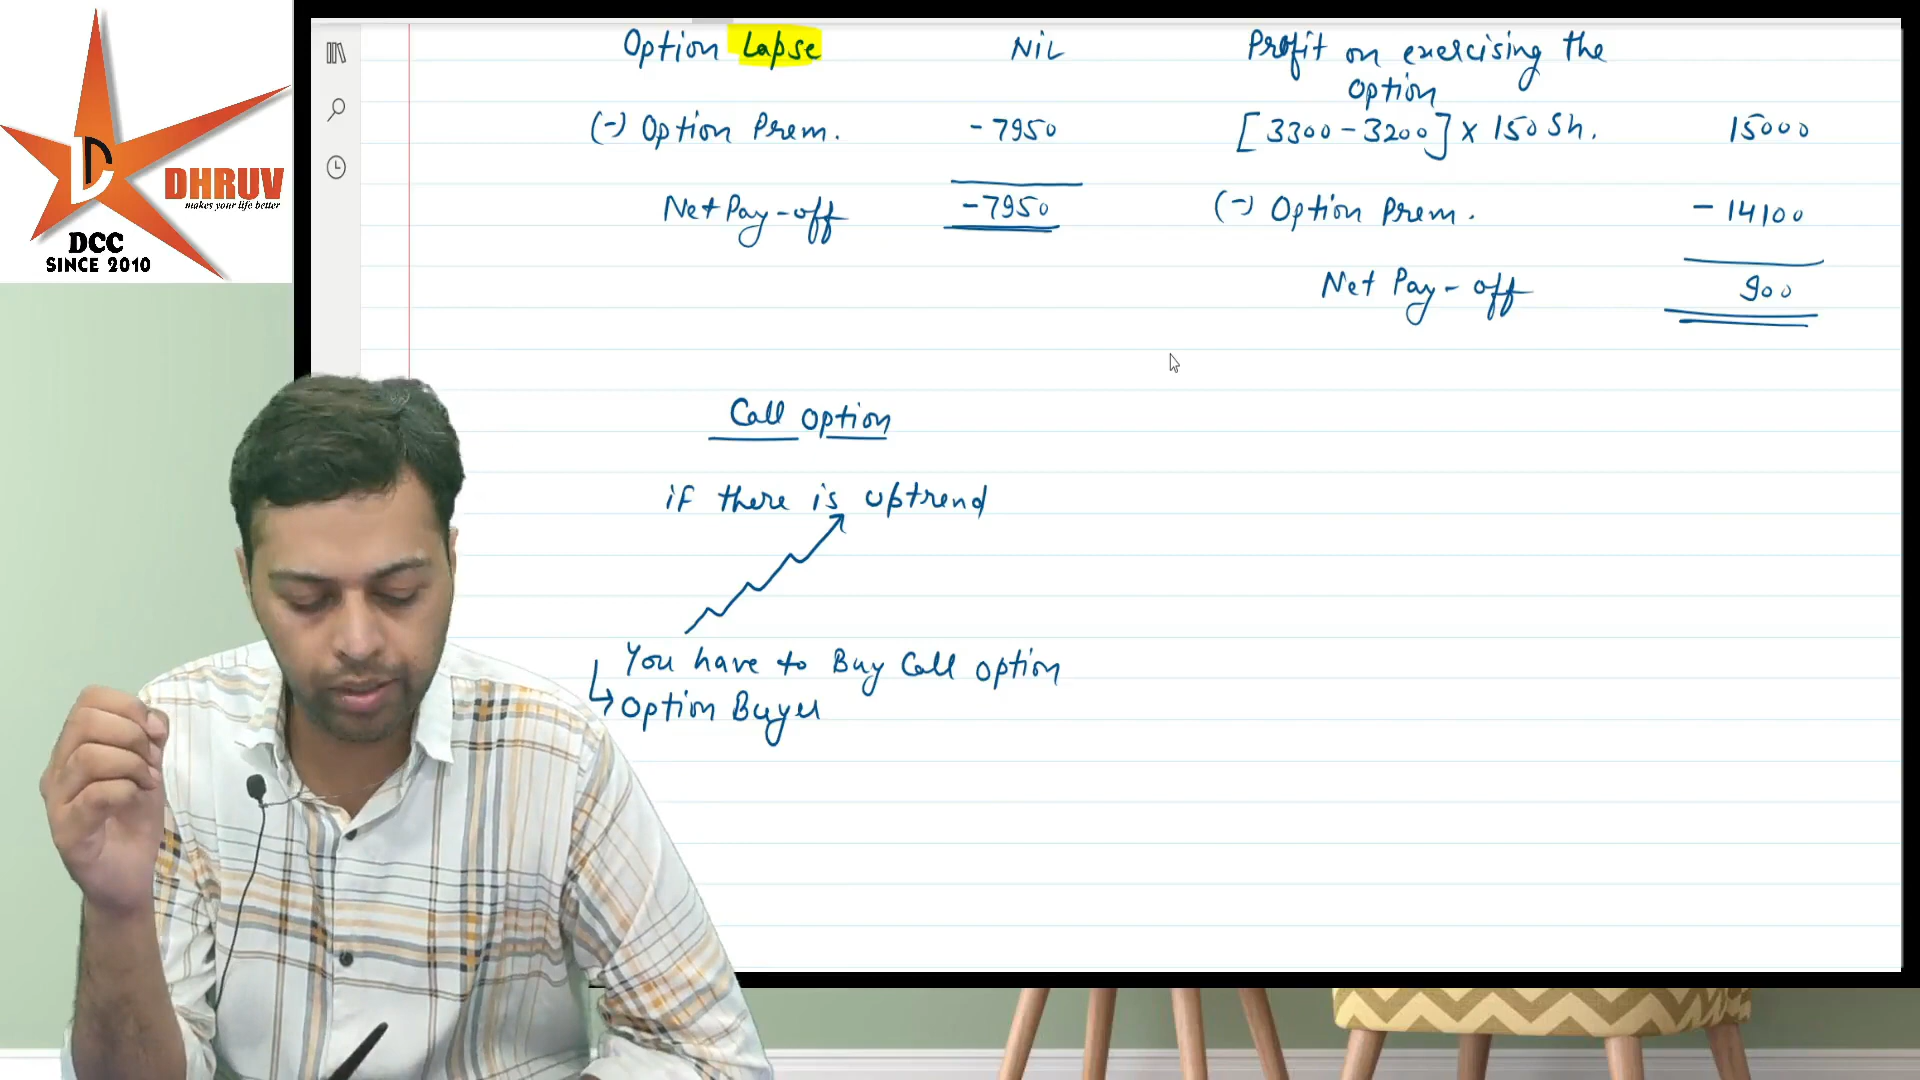 DHRUV
makes your life better
DCC
SINCE 2010
Option Lapse NIL
(-) Option Prem. -7950
Net Pay-off -7950
Profit on exercising the
Option
[3300-3200] x 150 Sh. 15000
(-) Option Prem. -14100
Net Pay-off 900
Call Option
if there is uptrend
You have to Buy Call option
Option Buyer